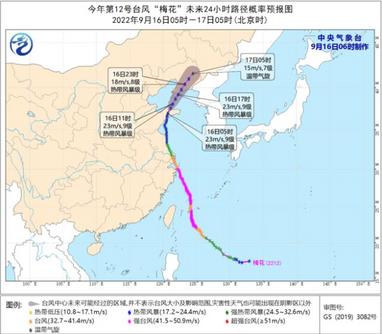 今年第12号台风“梅花”未来24小时路径概率预报图
2022年9月16日05时—17日05时(北京时)
中央气象台
9月16日06时制作
17日05时
15m/s,7级
温带气旋
16日23时
18m/s,8级
热带风暴级
16日17时
23m/s,9级
热带风暴级
16日11时
23m/s,9级
热带风暴级
16日05时
23m/s,9级
热带风暴级
梅花 (2212)
图例:
台风中心未来可能经过的区域,并不表示台风大小及影响范围,灾害性天气也可能出现在阴影区以外
热带低压(10.8~17.1m/s)
热带风暴(17.2~24.4m/s)
强热带风暴(24.5~32.6m/s)
台风(32.7~41.4m/s)
强台风(41.5~50.9m/s)
超强台风(≥51m/s)
温带气旋
审图号:
GS (2019) 3082号